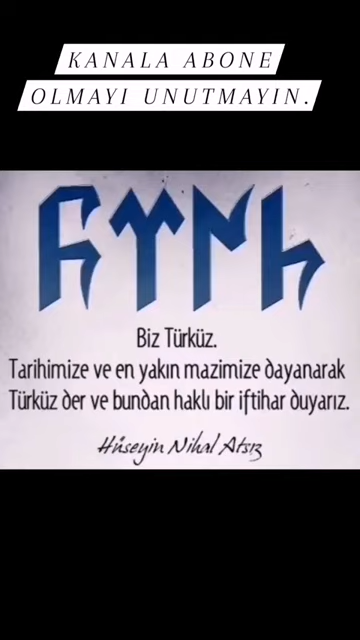 KANALA ABONE
OLMAYI UNUTMAYIN.
𐱅𐰇𐰼𐰚
Biz Türküz.
Tarihimize ve en yakın mazimize dayanarak
Türküz der ve bundan haklı bir iftihar duyarız.
Hüseyin Nihal Atsız